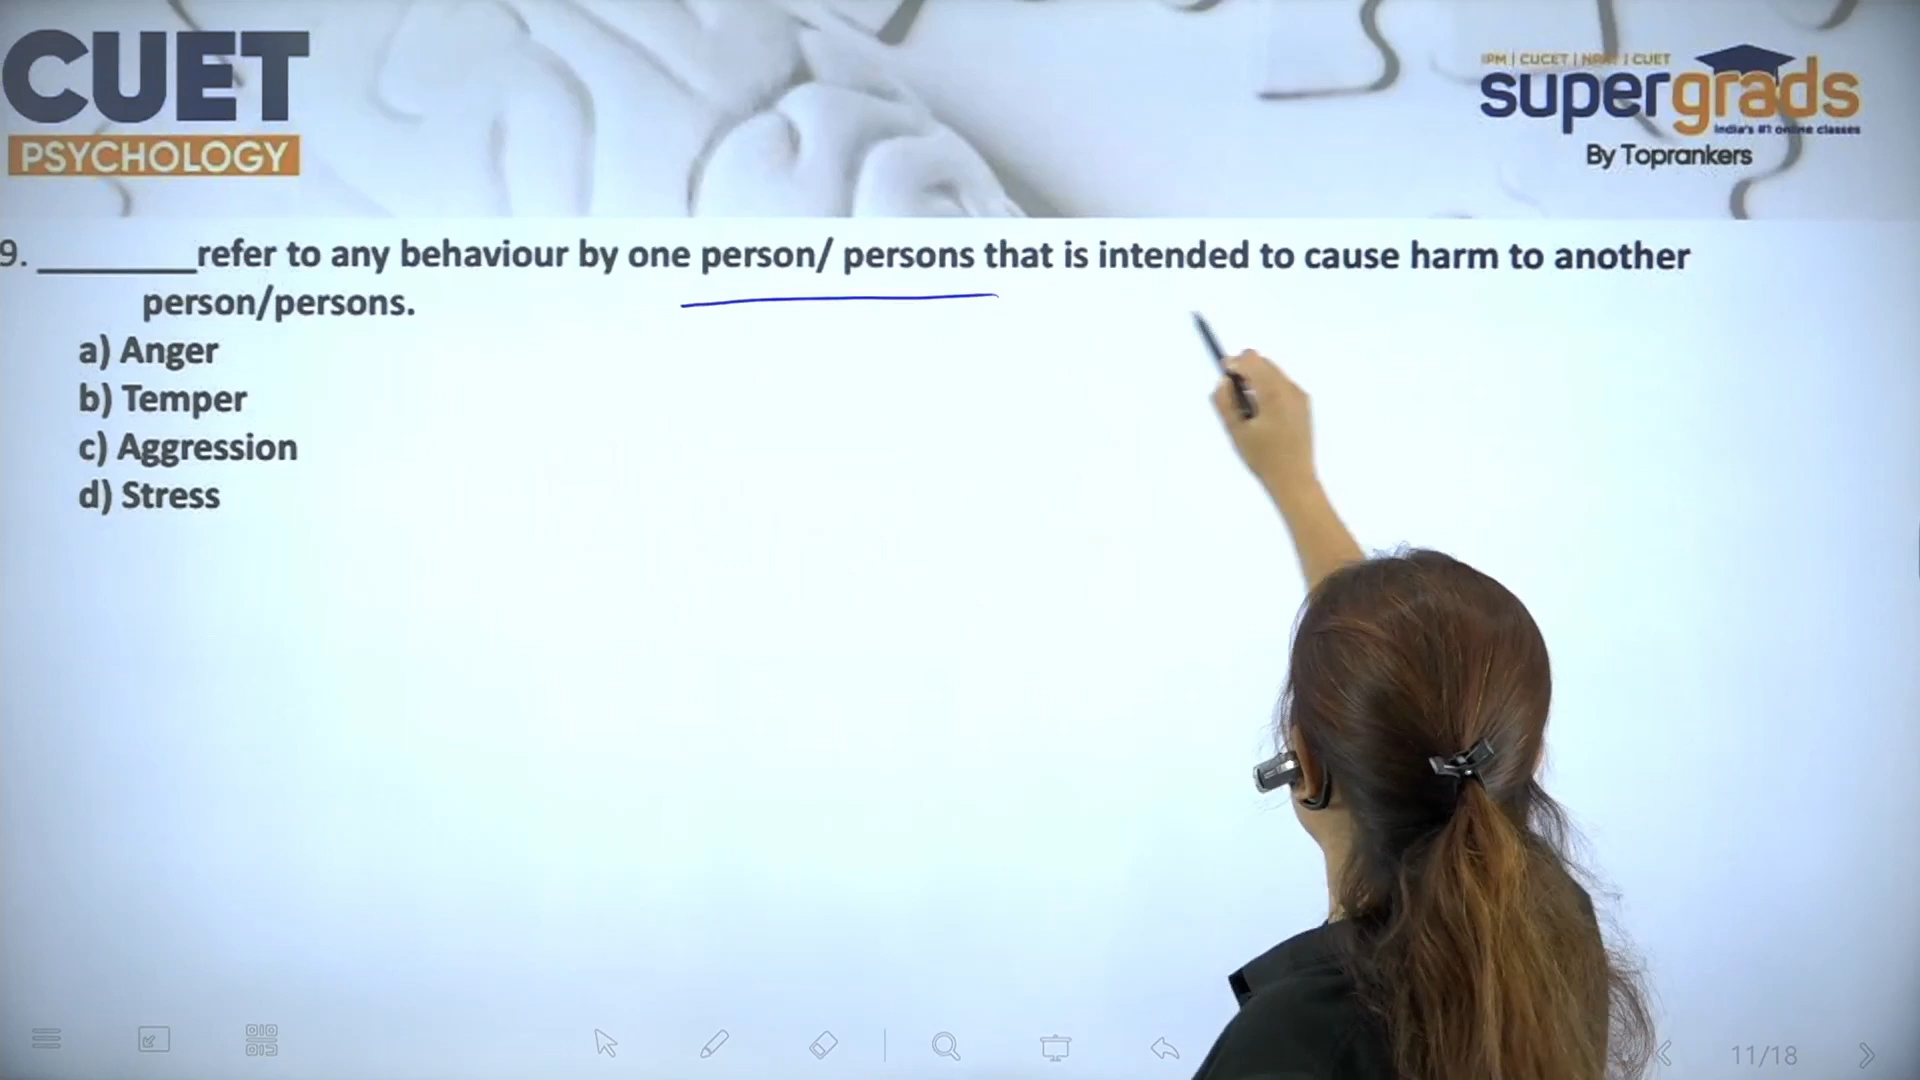 CUET
PSYCHOLOGY
IPM | CUCET | NPAT | CUET
supergrads
India's #1 online classes
By Toprankers
9. ________refer to any behaviour by one person/ persons that is intended to cause harm to another
person/persons.
a) Anger
b) Temper
c) Aggression
d) Stress
11/18